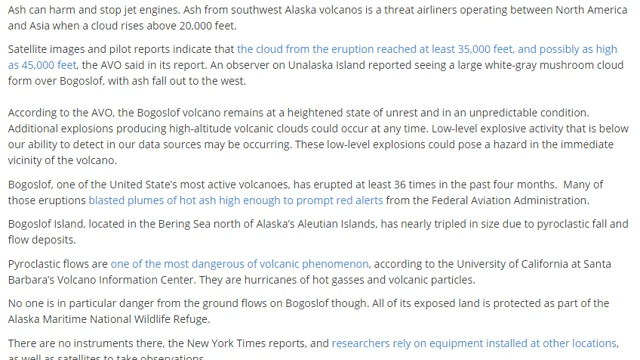 Ash can harm and stop jet engines. Ash from southwest Alaska volcanos is a threat airliners operating between North America
and Asia when a cloud rises above 20,000 feet.
Satellite images and pilot reports indicate that the cloud from the eruption reached at least 35,000 feet, and possibly as high
as 45,000 feet, the AVO said in its report. An observer on Unalaska Island reported seeing a large white-gray mushroom cloud
form over Bogoslof, with ash fall out to the west.
According to the AVO, the Bogoslof volcano remains at a heightened state of unrest and in an unpredictable condition.
Additional explosions producing high-altitude volcanic clouds could occur at any time. Low-level explosive activity that is below
our ability to detect in our data sources may be occurring. These low-level explosions could pose a hazard in the immediate
vicinity of the volcano.
Bogoslof, one of the United State's most active volcanoes, has erupted at least 36 times in the past four months.  Many of
those eruptions blasted plumes of hot ash high enough to prompt red alerts from the Federal Aviation Administration.
Bogoslof Island, located in the Bering Sea north of Alaska's Aleutian Islands, has nearly tripled in size due to pyroclastic fall and
flow deposits.
Pyroclastic flows are one of the most dangerous of volcanic phenomenon, according to the University of California at Santa
Barbara's Volcano Information Center. They are hurricanes of hot gasses and volcanic particles.
No one is in particular danger from the ground flows on Bogoslof though. All of its exposed land is protected as part of the
Alaska Maritime National Wildlife Refuge.
There are no instruments there, the New York Times reports, and researchers rely on equipment installed at other locations,
as well as satellites to take observations.